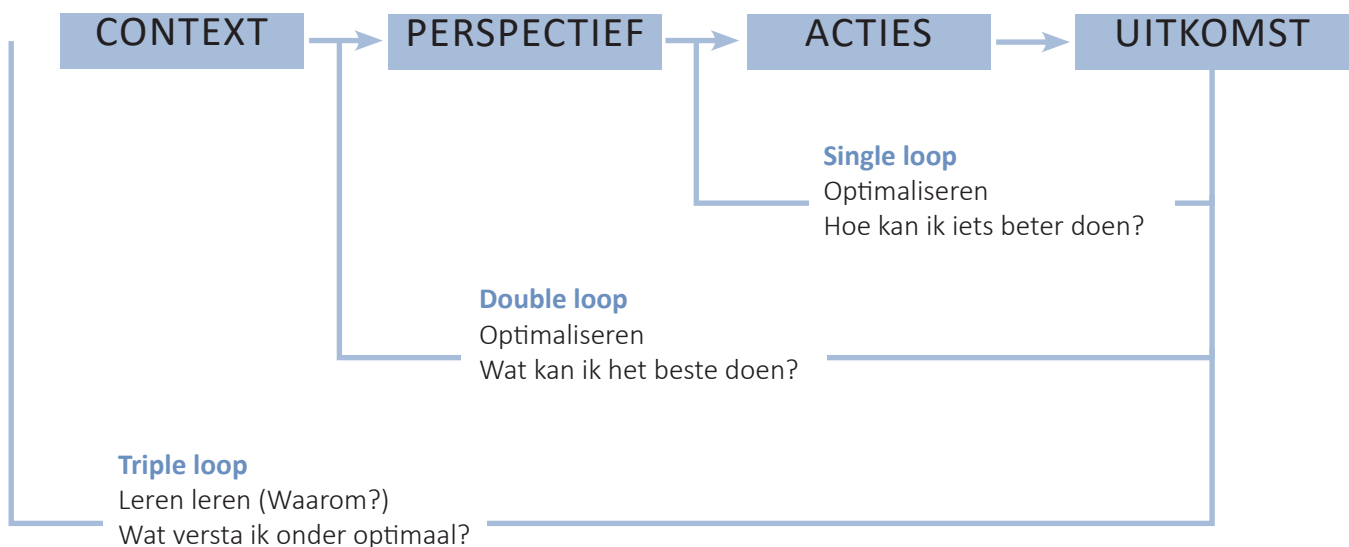 CONTEXT
PERSPECTIEF
ACTIES
UITKOMST
Single loop
Optimaliseren
Hoe kan ik iets beter doen?
Double loop
Optimaliseren
Wat kan ik het beste doen?
Triple loop
Leren leren (Waarom?)
Wat versta ik onder optimaal?